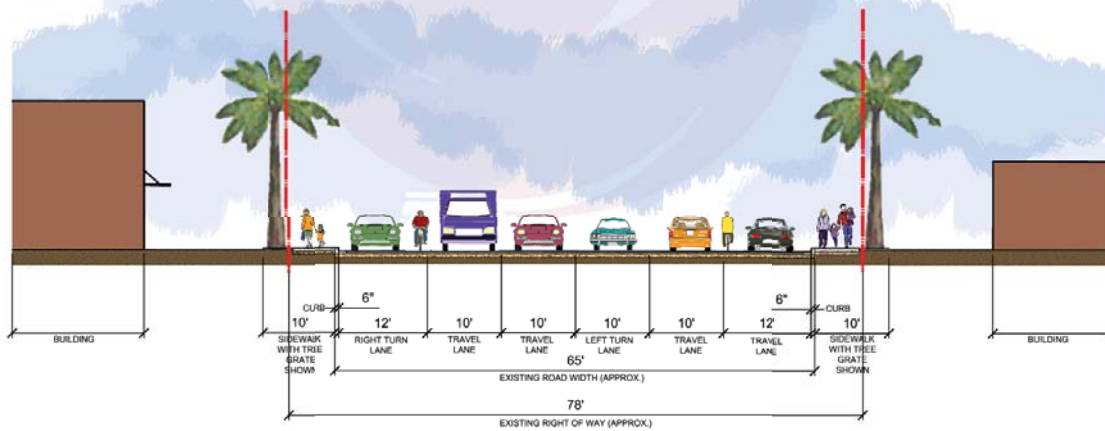 6"
6"
CURB
CURB
10'
12'
10'
10'
10'
10'
12'
10'
BUILDING
SIDEWALK
WITH TREE
GRATE
SHOWN
RIGHT TURN
LANE
TRAVEL
LANE
TRAVEL
LANE
LEFT TURN
LANE
TRAVEL
LANE
TRAVEL
LANE
SIDEWALK
WITH TREE
GRATE
SHOWN
BUILDING
65'
EXISTING ROAD WIDTH (APPROX.)
78'
EXISTING RIGHT OF WAY (APPROX.)